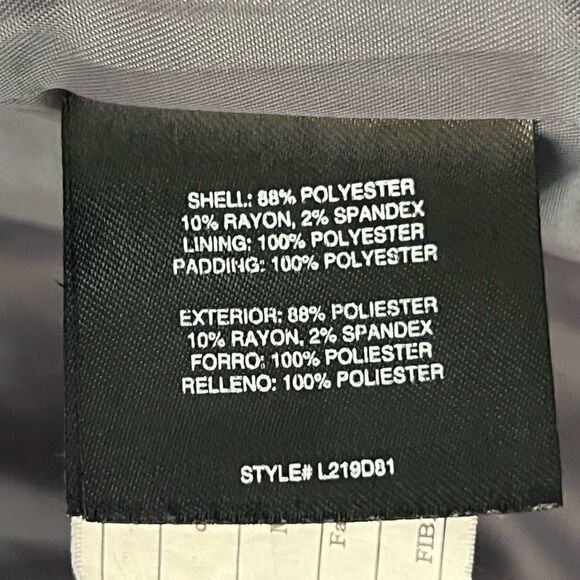 SHELL: 88% POLYESTER
10% RAYON, 2% SPANDEX
LINING: 100% POLYESTER
PADDING: 100% POLYESTER
EXTERIOR: 88% POLIESTER
10% RAYON, 2% SPANDEX
FORRO: 100% POLIESTER
RELLENO: 100% POLIESTER
STYLE# L219D81